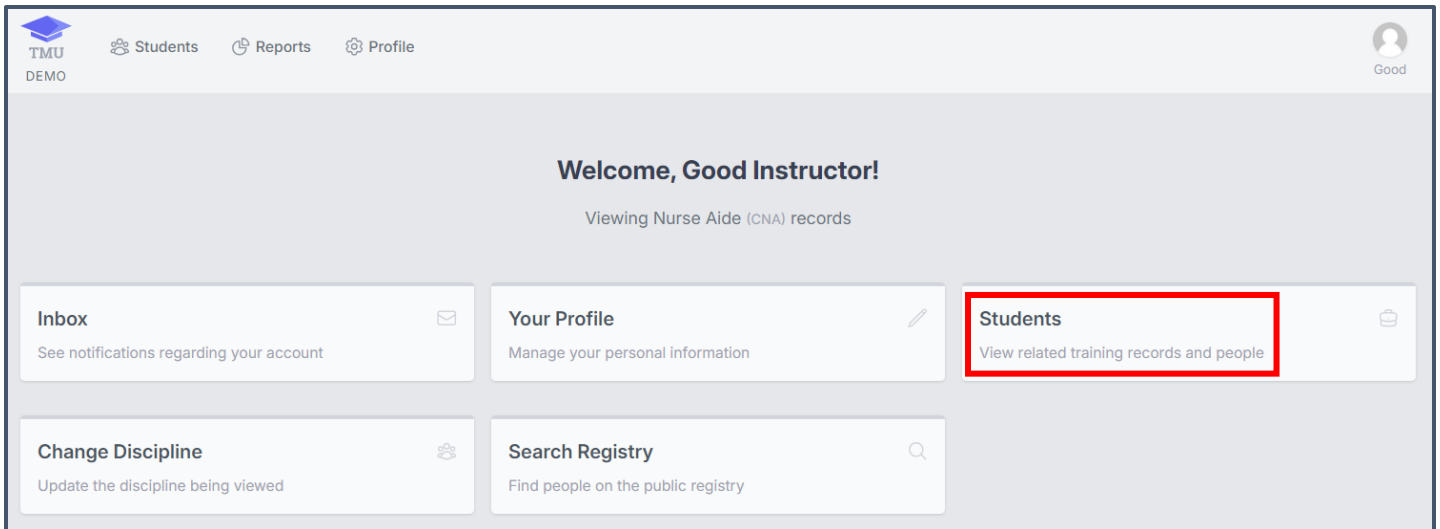 TMU
DEMO
Students
Reports
Profile
Good
Welcome, Good Instructor!
Viewing Nurse Aide (CNA) records
Inbox
See notifications regarding your account
Your Profile
Manage your personal information
Students
View related training records and people
Change Discipline
Update the discipline being viewed
Search Registry
Find people on the public registry